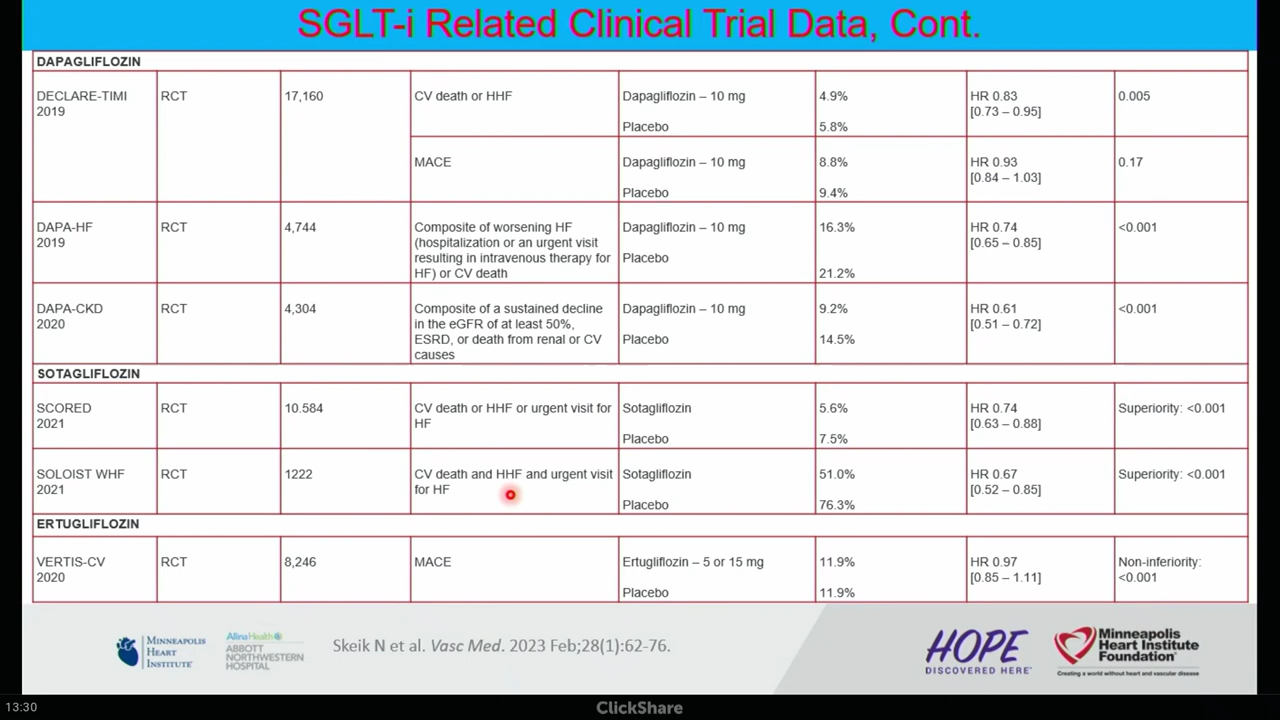 SGLT-i Related Clinical Trial Data, Cont.
DAPAGLIFLOZIN
DECLARE-TIMI
2019
RCT
17,160
CV death or HHF
Dapagliflozin – 10 mg
Placebo
4.9%
5.8%
HR 0.83
[0.73 – 0.95]
0.005
MACE
Dapagliflozin – 10 mg
Placebo
8.8%
9.4%
HR 0.93
[0.84 – 1.03]
0.17
DAPA-HF
2019
RCT
4,744
Composite of worsening HF
(hospitalization or an urgent visit
resulting in intravenous therapy for
HF) or CV death
Dapagliflozin – 10 mg
Placebo
16.3%
21.2%
HR 0.74
[0.65 – 0.85]
<0.001
DAPA-CKD
2020
RCT
4,304
Composite of a sustained decline
in the eGFR of at least 50%,
ESRD, or death from renal or CV
causes
Dapagliflozin – 10 mg
Placebo
9.2%
14.5%
HR 0.61
[0.51 – 0.72]
<0.001
SOTAGLIFLOZIN
SCORED
2021
RCT
10.584
CV death or HHF or urgent visit for
HF
Sotagliflozin
Placebo
5.6%
7.5%
HR 0.74
[0.63 – 0.88]
Superiority: <0.001
SOLOIST WHF
2021
RCT
1222
CV death and HHF and urgent visit
for HF
Sotagliflozin
Placebo
51.0%
76.3%
HR 0.67
[0.52 – 0.85]
Superiority: <0.001
ERTUGLIFLOZIN
VERTIS-CV
2020
RCT
8,246
MACE
Ertugliflozin – 5 or 15 mg
Placebo
11.9%
11.9%
HR 0.97
[0.85 – 1.11]
Non-inferiority:
<0.001
MINNEAPOLIS
HEART
INSTITUTE
AllinaHealth
ABBOTT
NORTHWESTERN
HOSPITAL
Skeik N et al. Vasc Med. 2023 Feb;28(1):62-76.
HOPE
DISCOVERED HERE
Minneapolis
Heart Institute
Foundation
Creating a world without heart and vascular disease
13:30
ClickShare